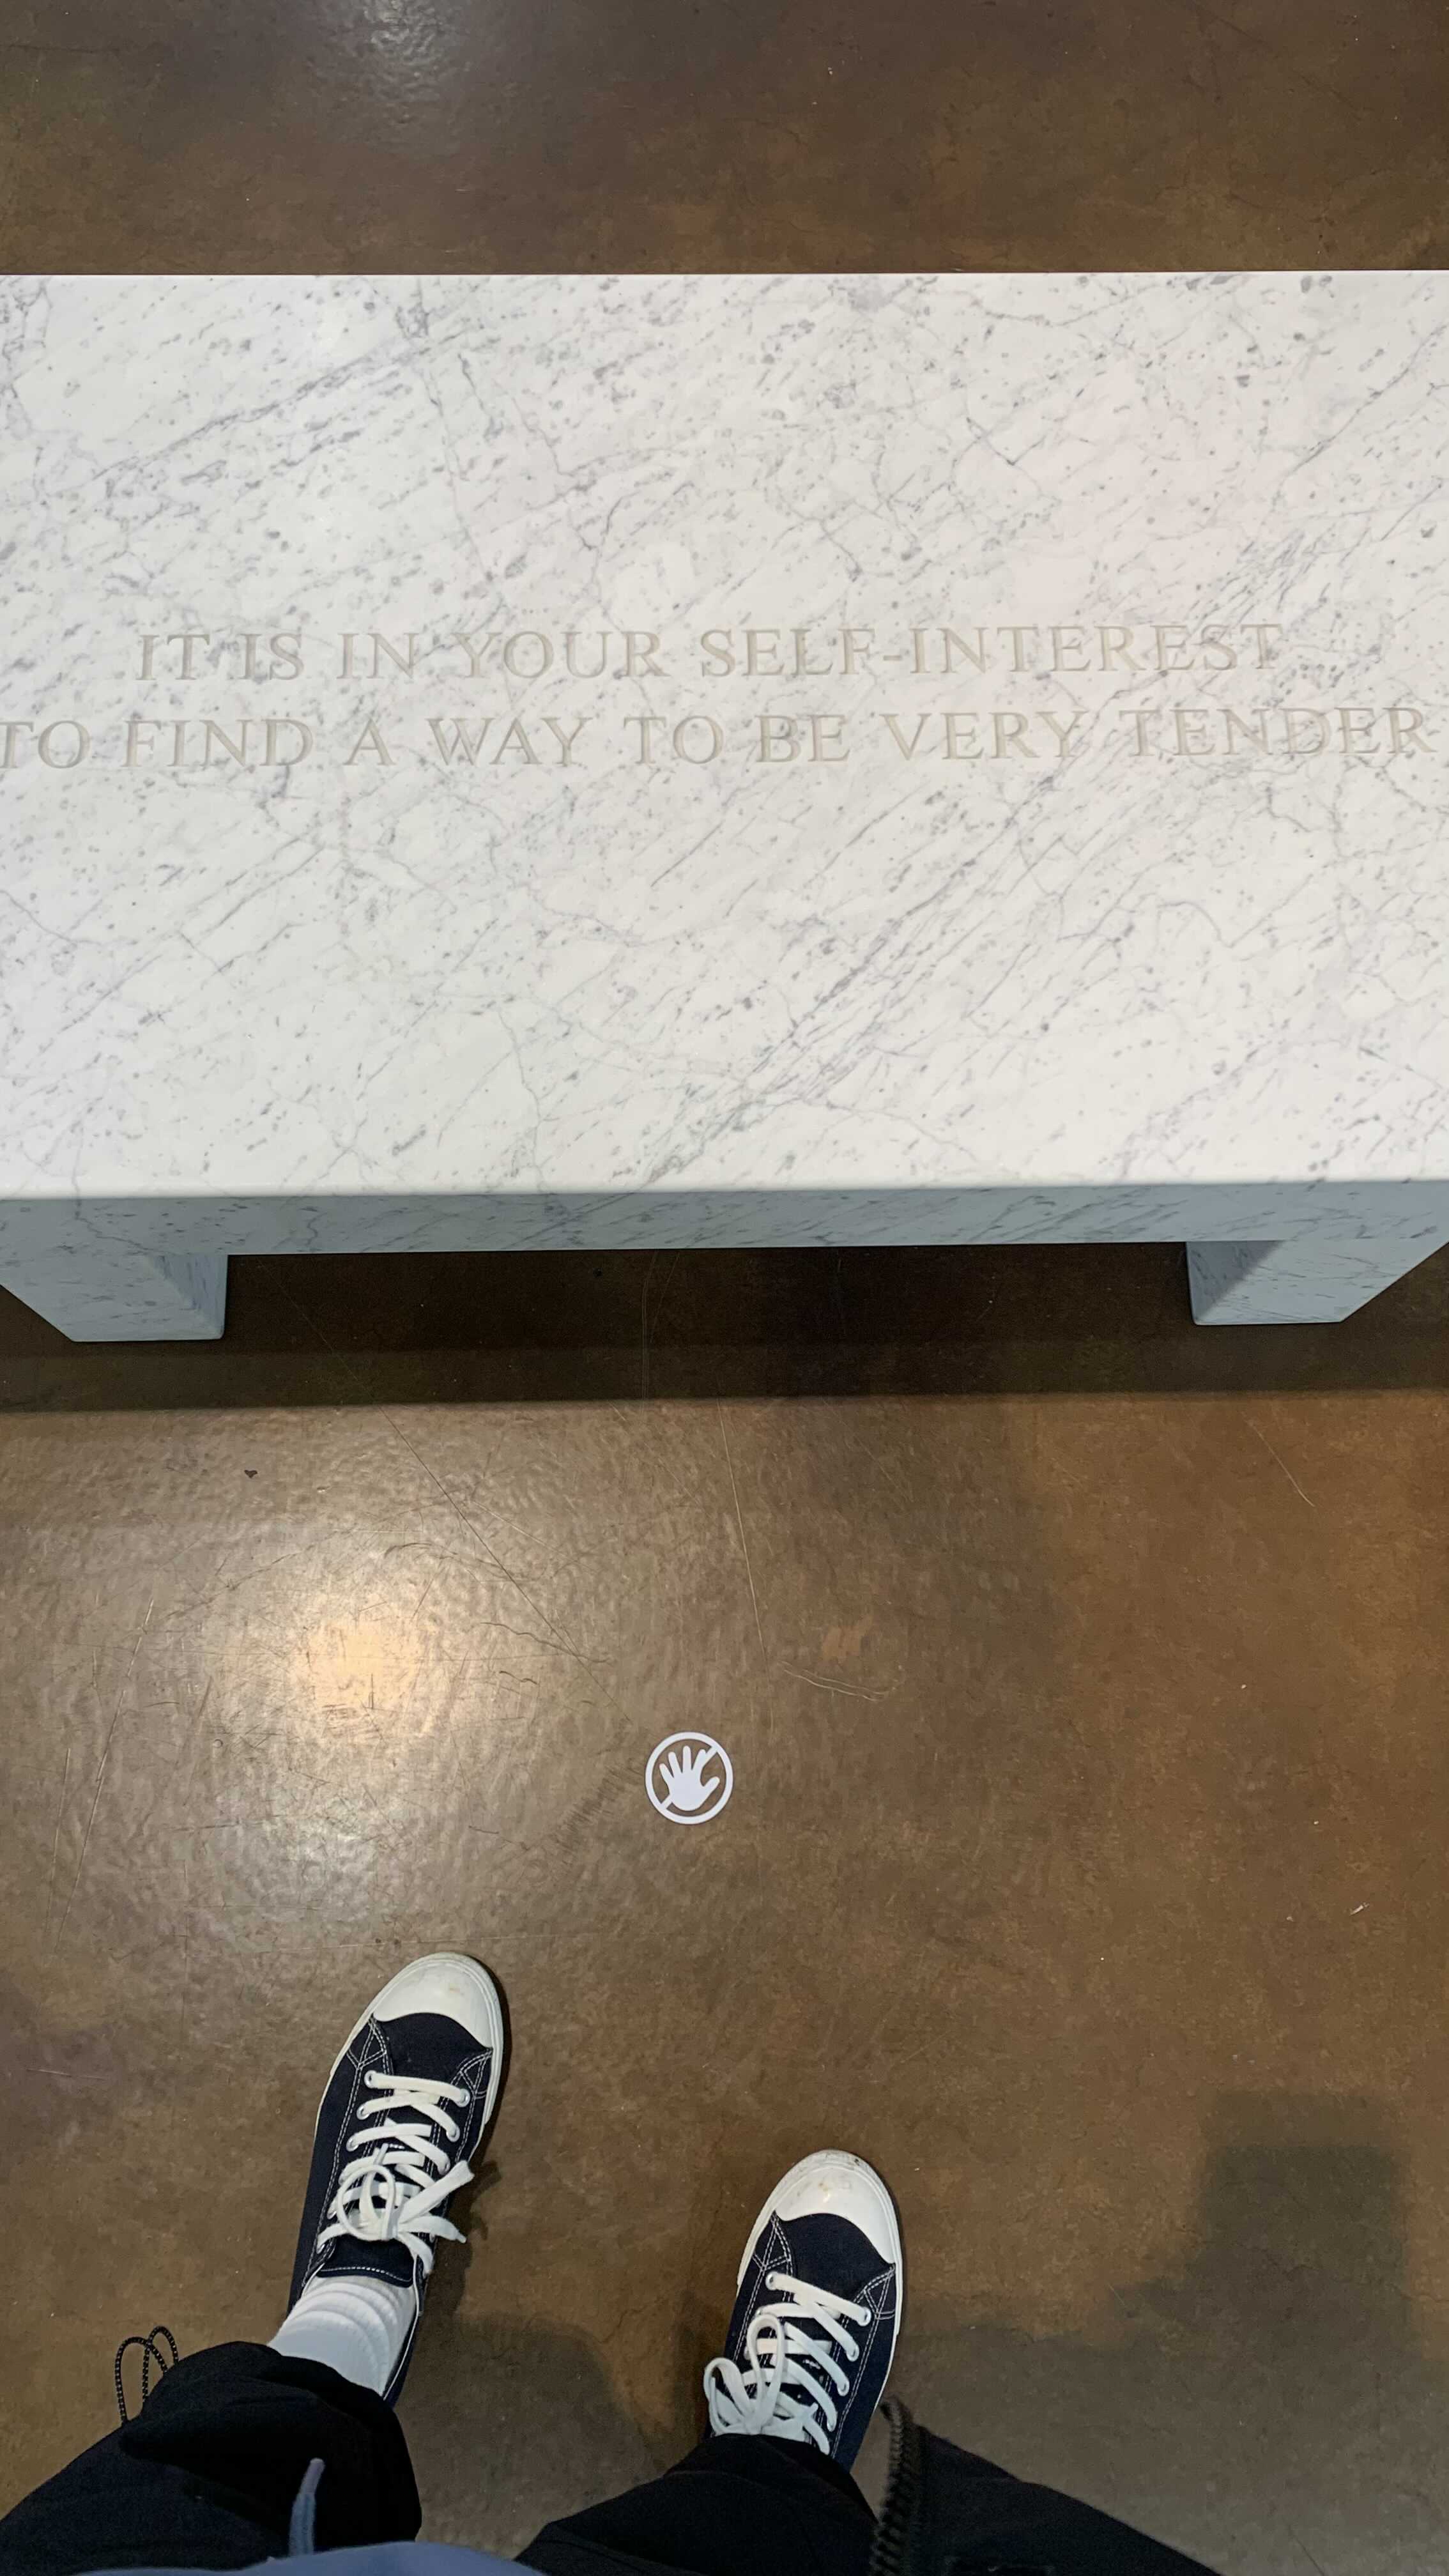 IT IS IN YOUR SELF-INTEREST
TO FIND A WAY TO BE VERY TENDER